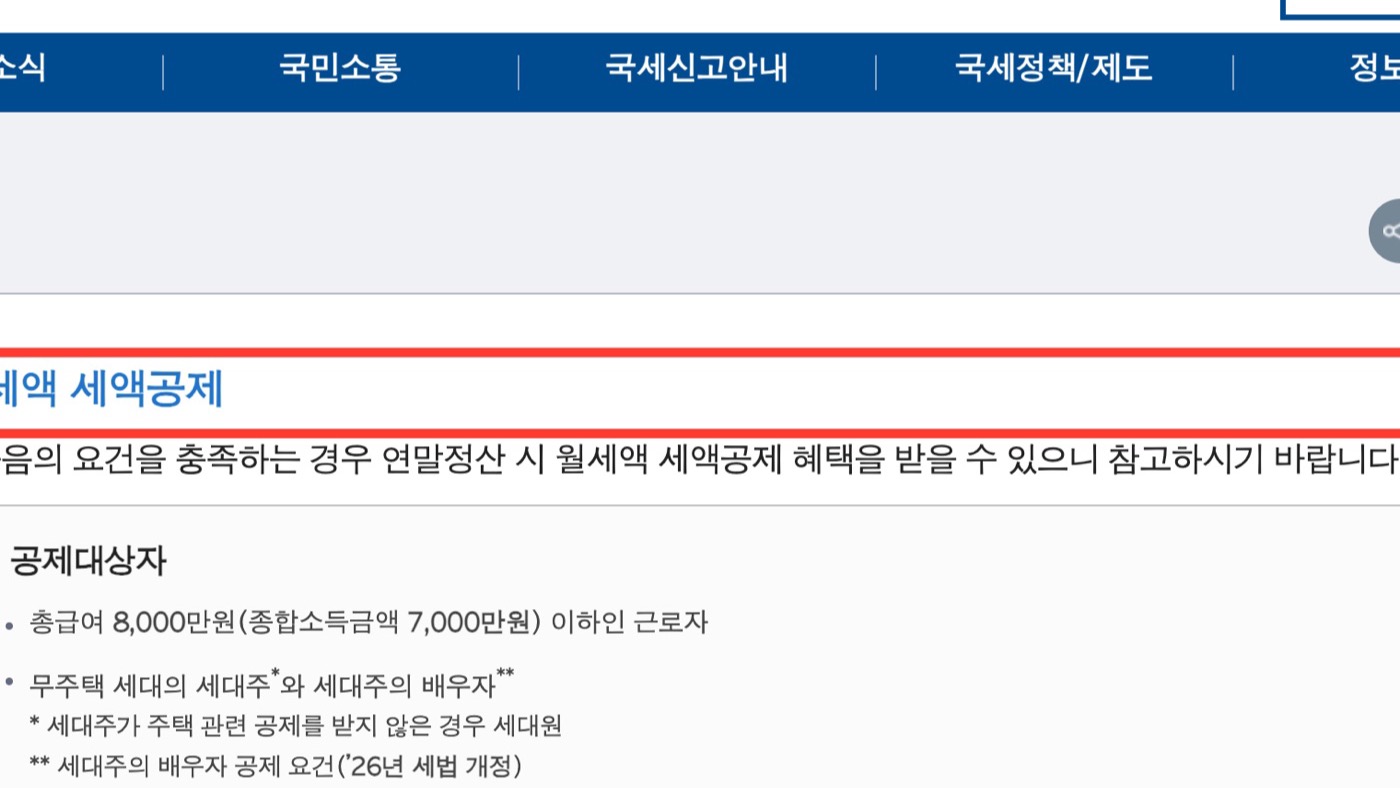 소식 국민소통 국세신고안내 국세정책/제도 정보
세액 세액공제
음의 요건을 충족하는 경우 연말정산 시 월세액 세액공제 혜택을 받을 수 있으니 참고하시기 바랍니다
공제대상자
• 총급여 8,000만원(종합소득금액 7,000만원) 이하인 근로자
• 무주택 세대의 세대주*와 세대주의 배우자**
* 세대주가 주택 관련 공제를 받지 않은 경우 세대원
** 세대주의 배우자 공제 요건('26년 세법 개정)